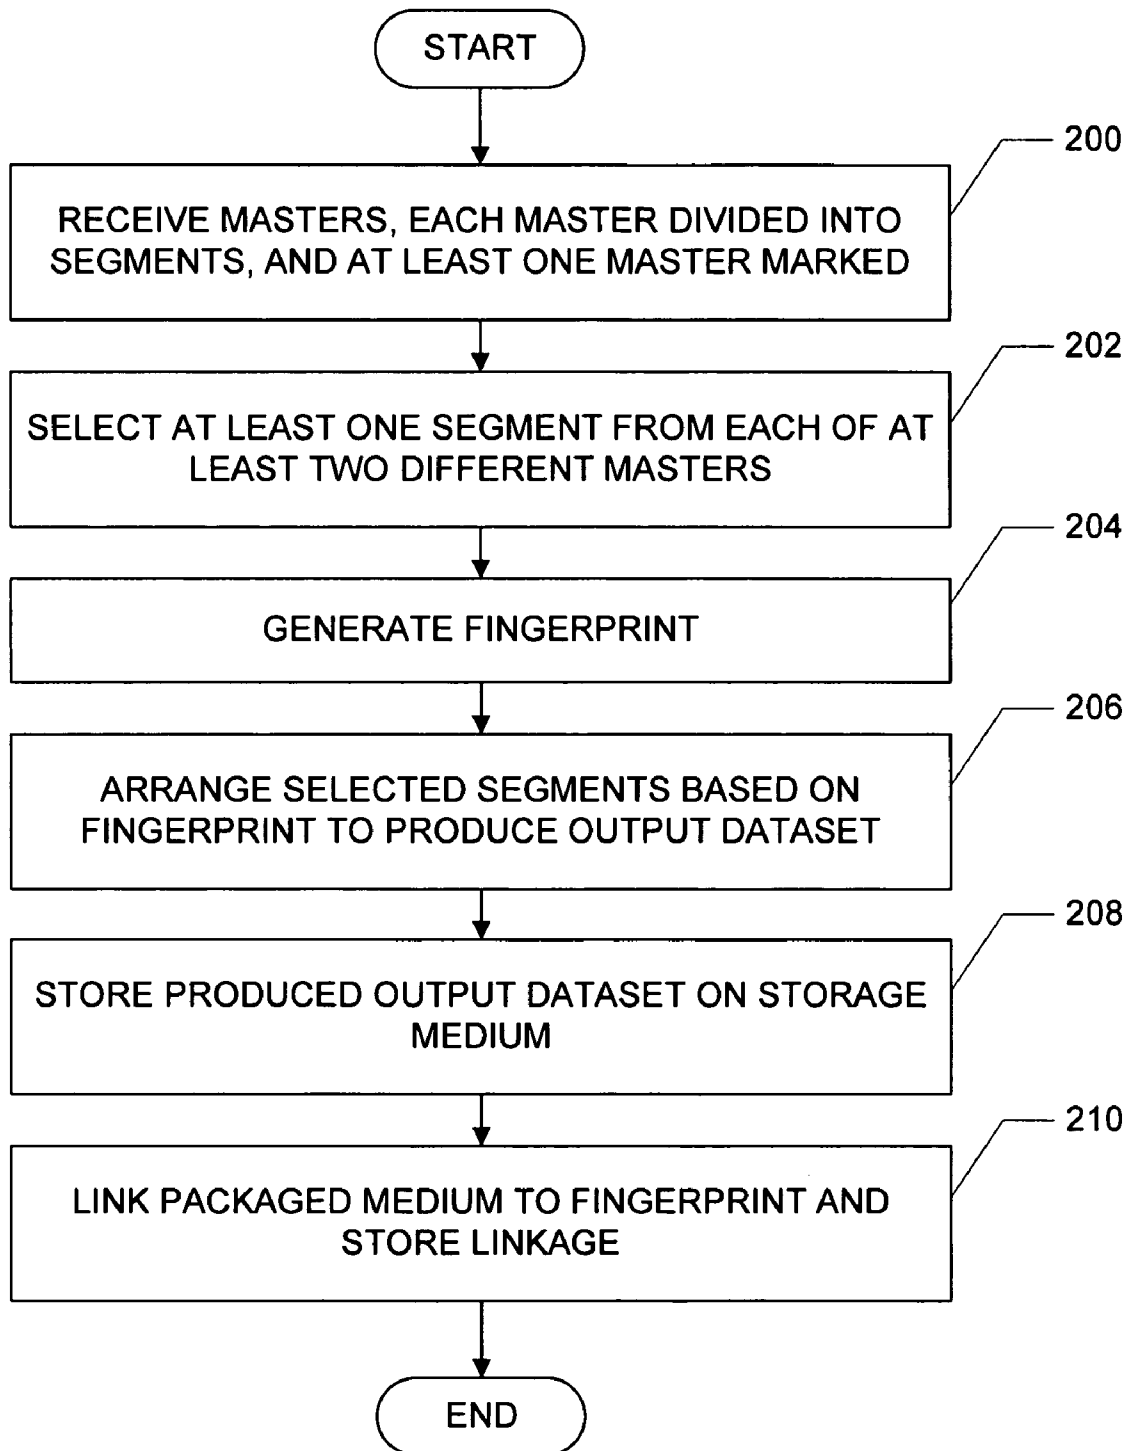 START
200
RECEIVE MASTERS, EACH MASTER DIVIDED INTO
SEGMENTS, AND AT LEAST ONE MASTER MARKED
202
SELECT AT LEAST ONE SEGMENT FROM EACH OF AT
LEAST TWO DIFFERENT MASTERS
204
GENERATE FINGERPRINT
206
ARRANGE SELECTED SEGMENTS BASED ON
FINGERPRINT TO PRODUCE OUTPUT DATASET
208
STORE PRODUCED OUTPUT DATASET ON STORAGE
MEDIUM
210
LINK PACKAGED MEDIUM TO FINGERPRINT AND
STORE LINKAGE
END